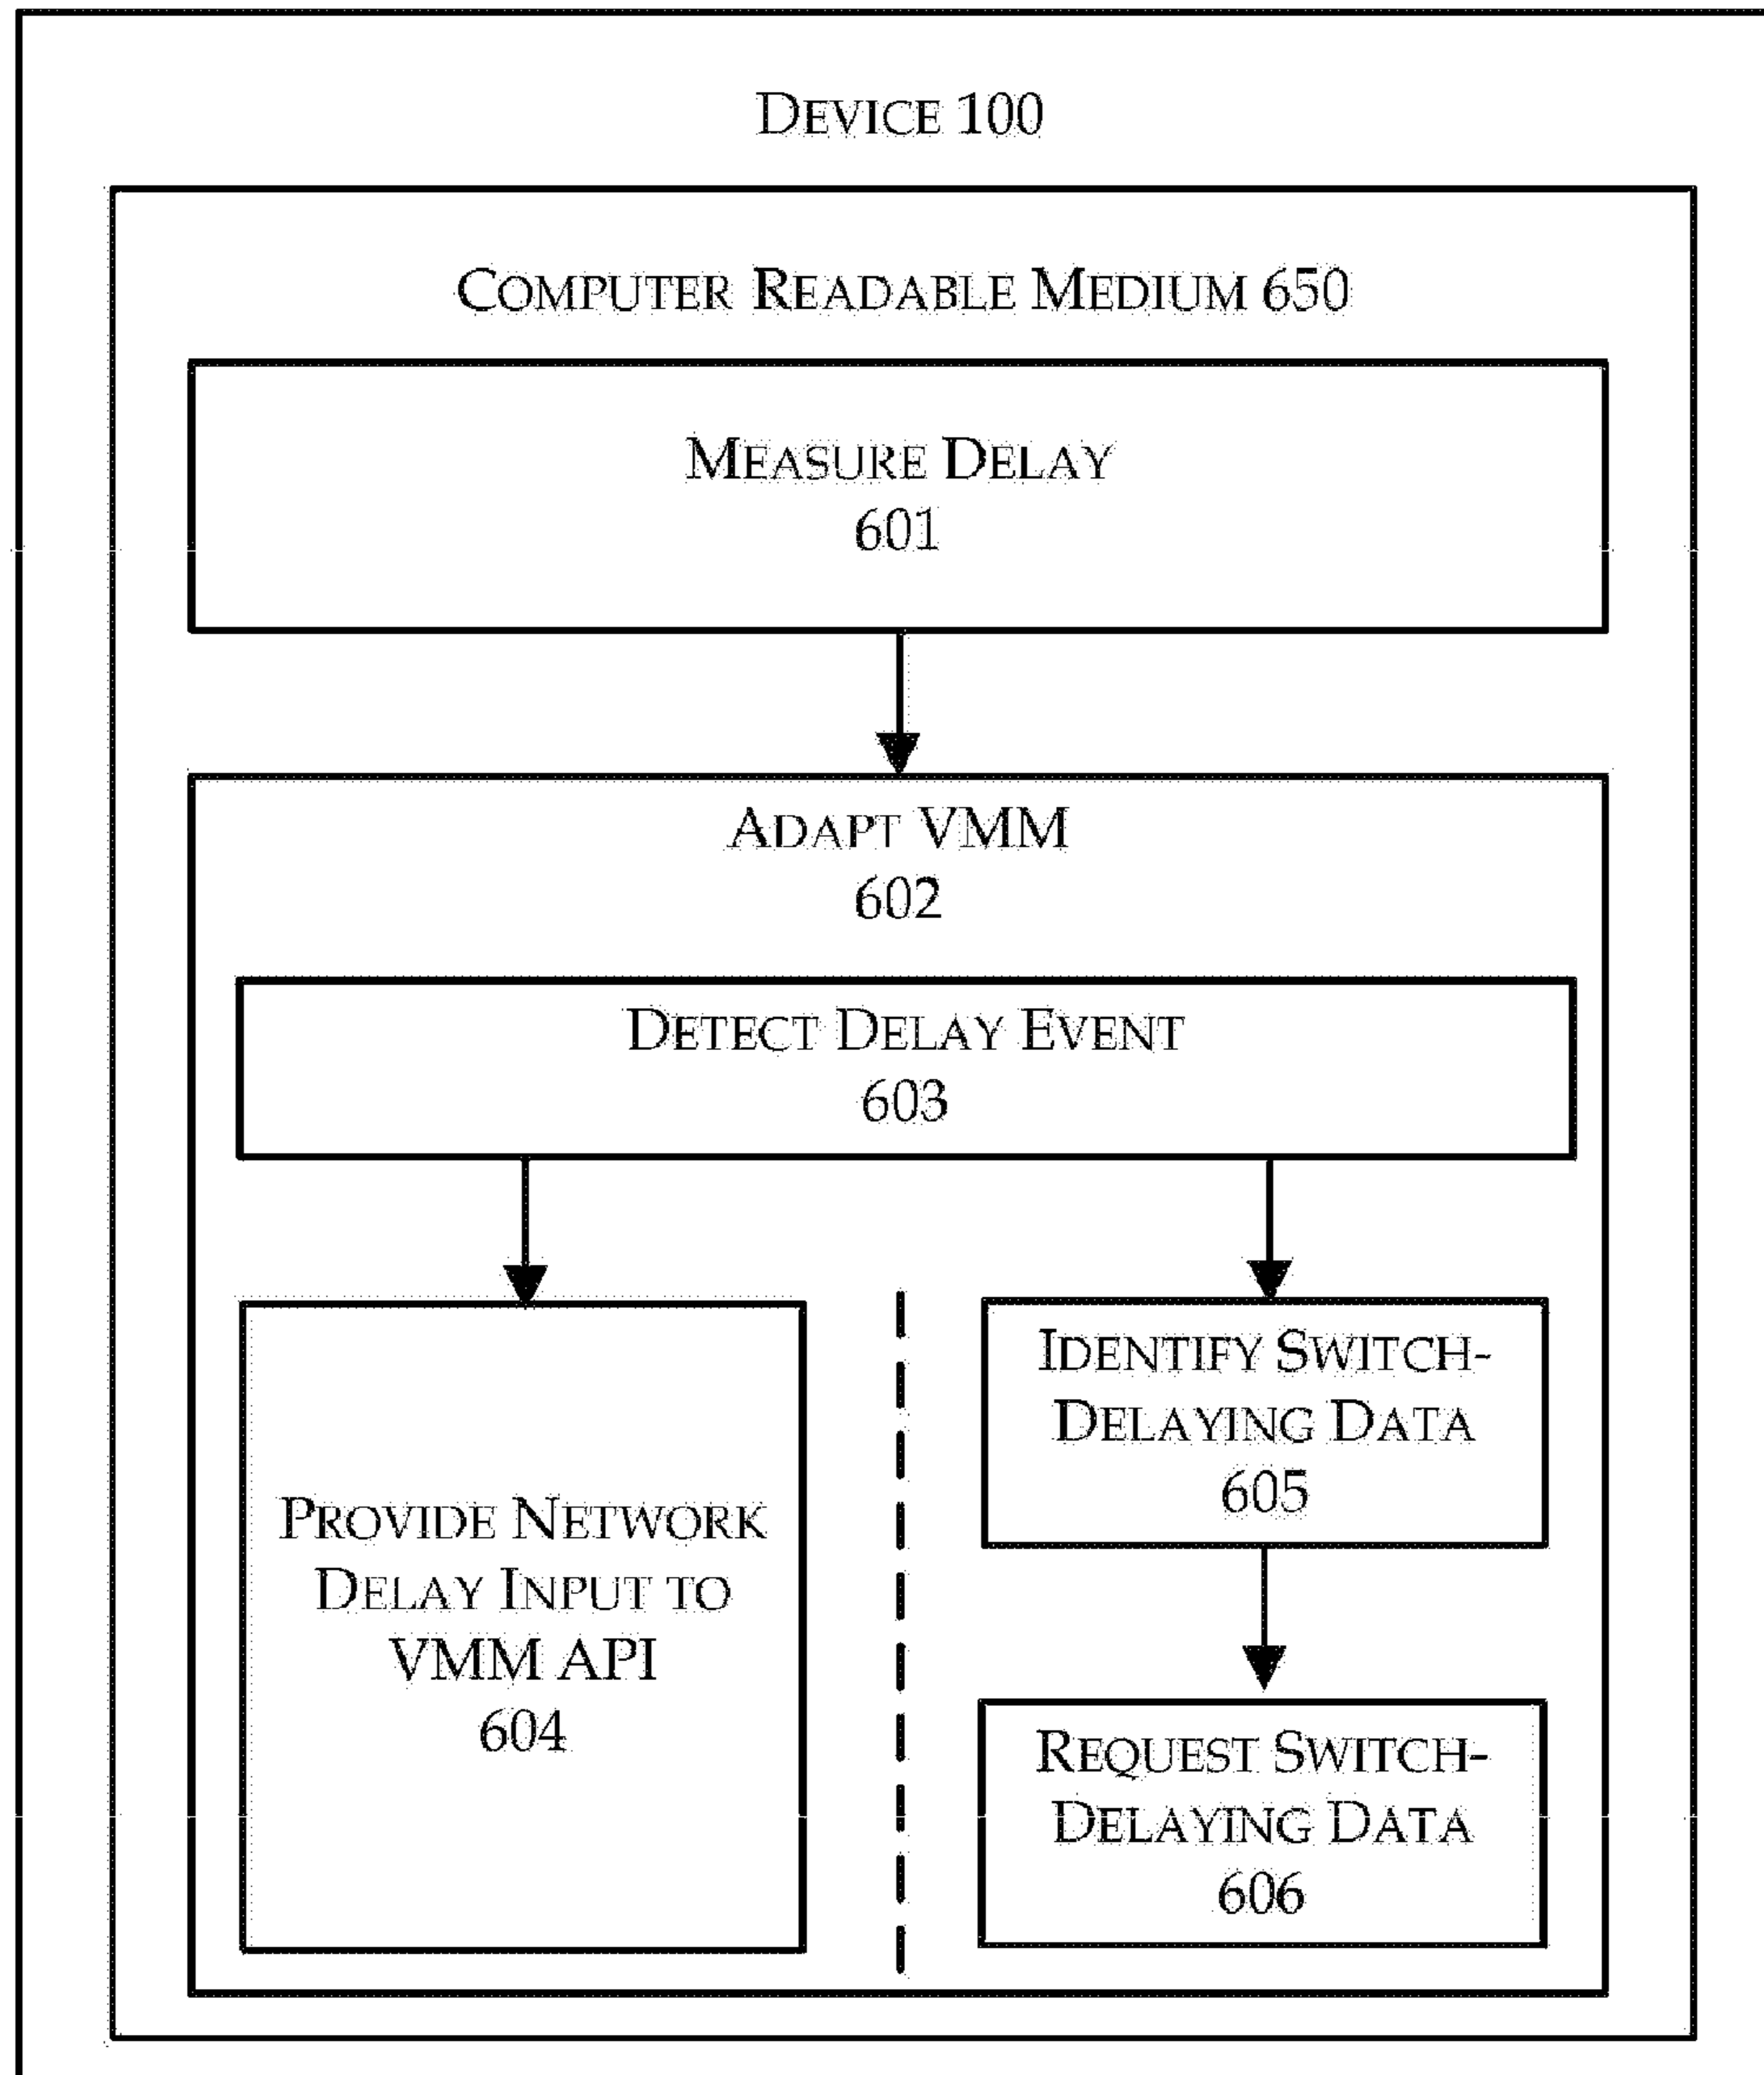 DEVICE 100
COMPUTER READABLE MEDIUM 650
MEASURE DELAY
601
ADAPT VMM
602
DETECT DELAY EVENT
603
PROVIDE NETWORK
DELAY INPUT TO
VMM API
604
IDENTIFY SWITCH-
DELAYING DATA
605
REQUEST SWITCH-
DELAYING DATA
606